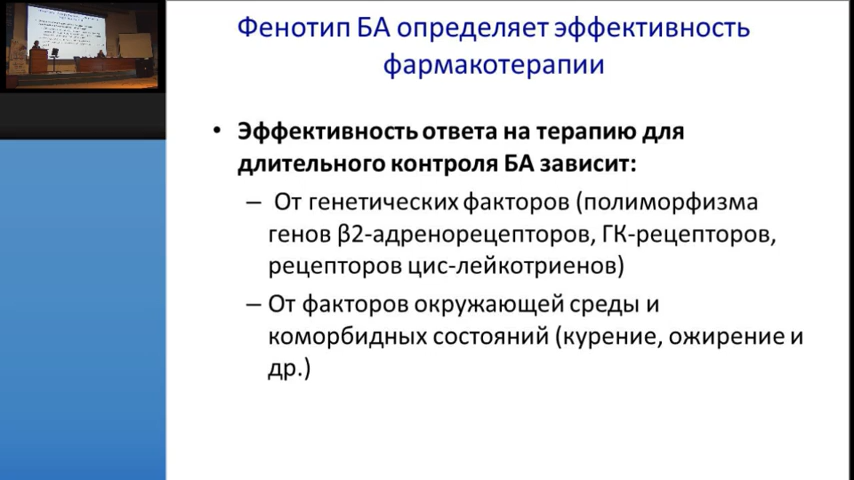 Фенотип БА определяет эффективность
фармакотерапии
• Эффективность ответа на терапию для
длительного контроля БА зависит:
– От генетических факторов (полиморфизма
генов β2-адренорецепторов, ГК-рецепторов,
рецепторов цис-лейкотриенов)
– От факторов окружающей среды и
коморбидных состояний (курение, ожирение и
др.)